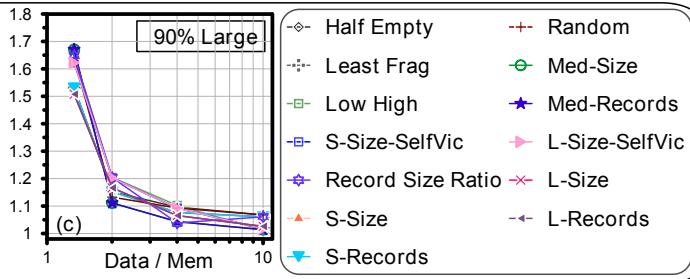 1.8
1.7
1.6
1.5
1.4
1.3
1.2
1.1
1
(c)
90% Large
1
10
Data / Mem
Half Empty
Least Frag
Low High
S-Size-SelfVic
Record Size Ratio
S-Size
S-Records
Random
Med-Size
Med-Records
L-Size-SelfVic
L-Size
L-Records